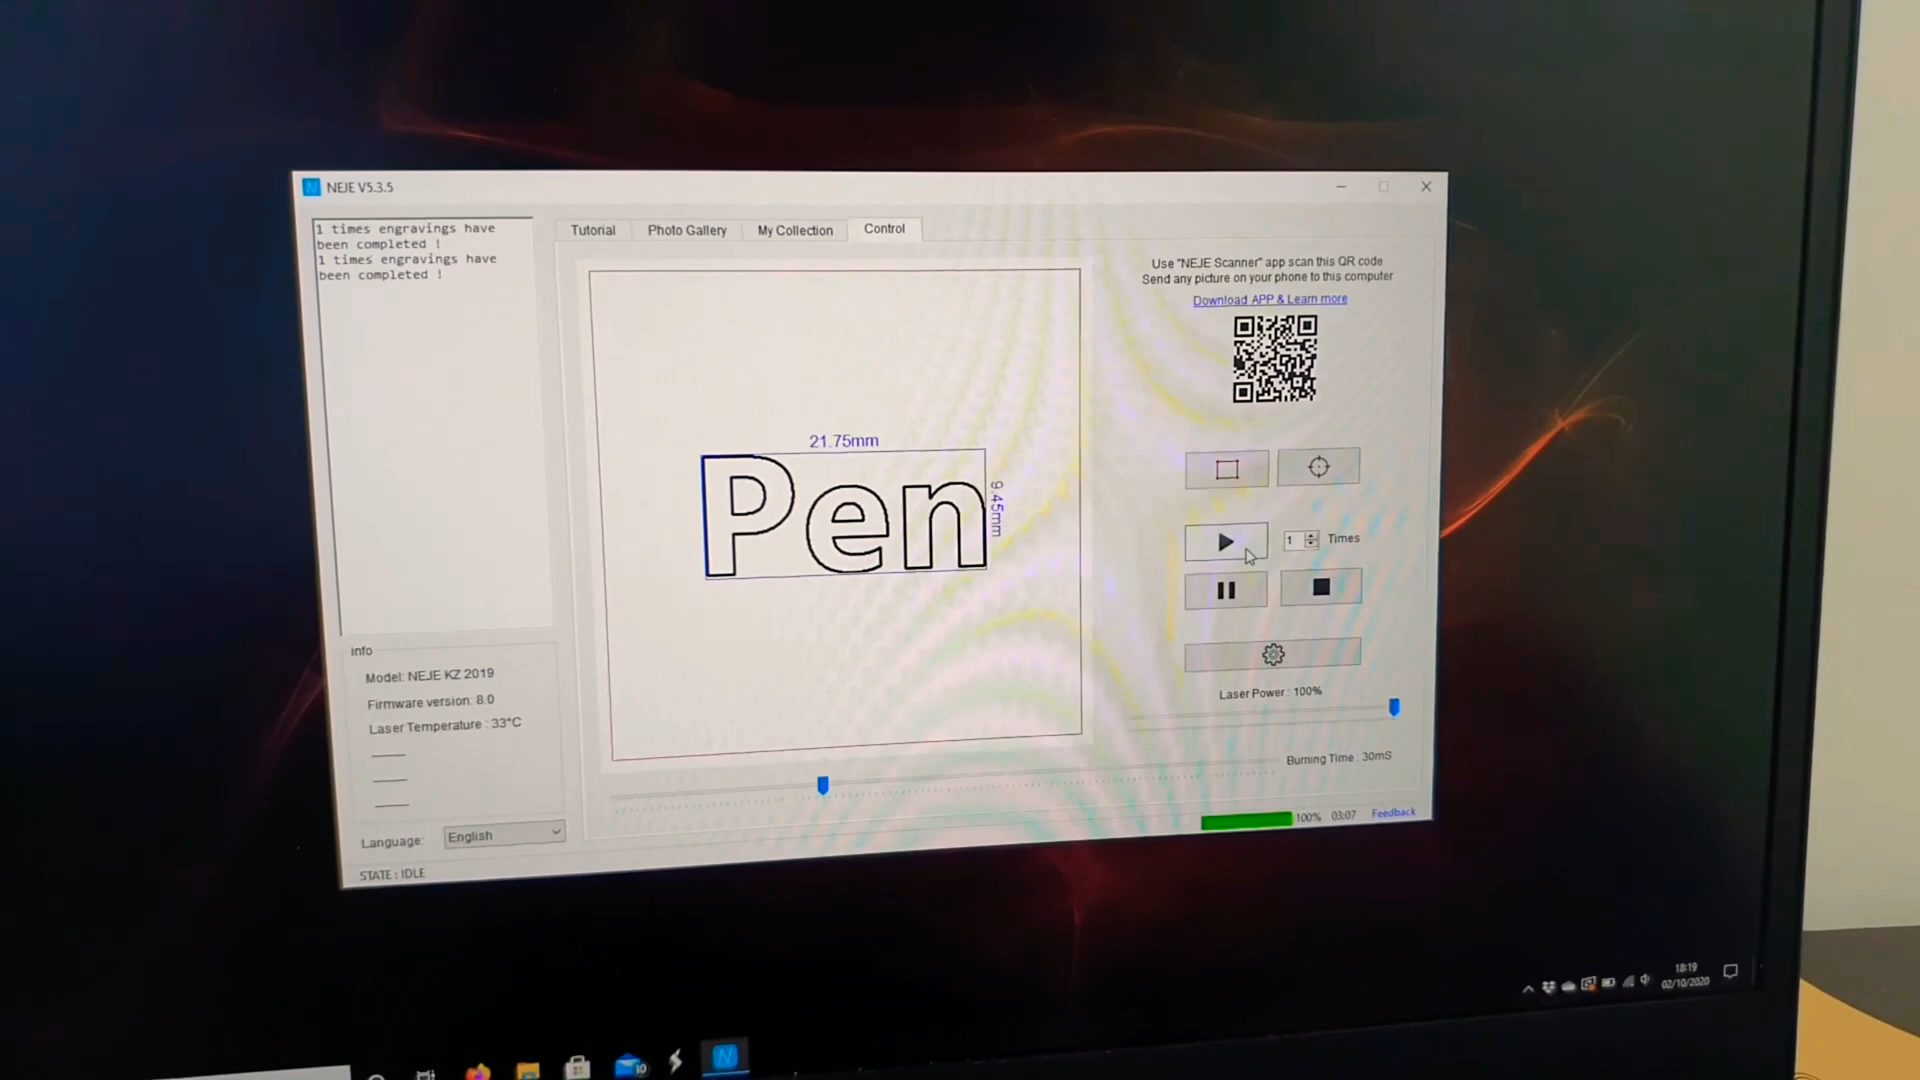 NEJE V5.3.5
1 times engravings have
been completed !
1 times engravings have
been completed !
Tutorial
Photo Gallery
My Collection
Control
Use "NEJE Scanner" app scan this QR code
Send any picture on your phone to this computer
Download APP & Learn more
21.75mm
Pen
9.45mm
1
Times
Laser Power : 100%
Burning Time : 30mS
info
Model: NEJE KZ 2019
Firmware version: 8.0
Laser Temperature : 33°C
Language:
English
100%
03:07
Feedback
STATE : IDLE
18:19
02/10/2020
10
N